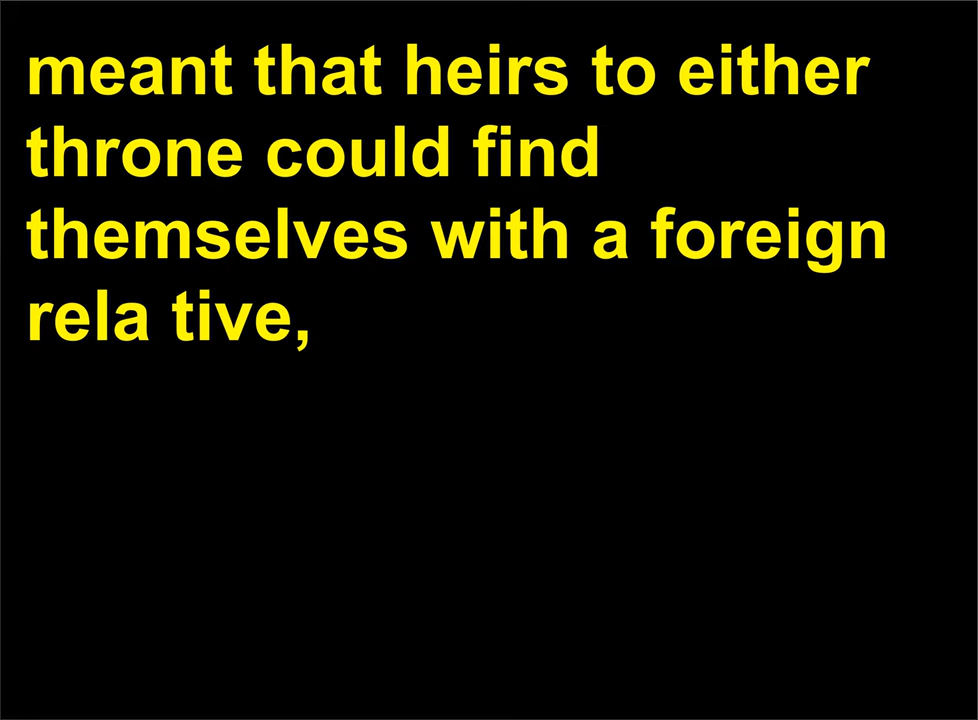 meant that heirs to either
throne could find
themselves with a foreign
rela tive,